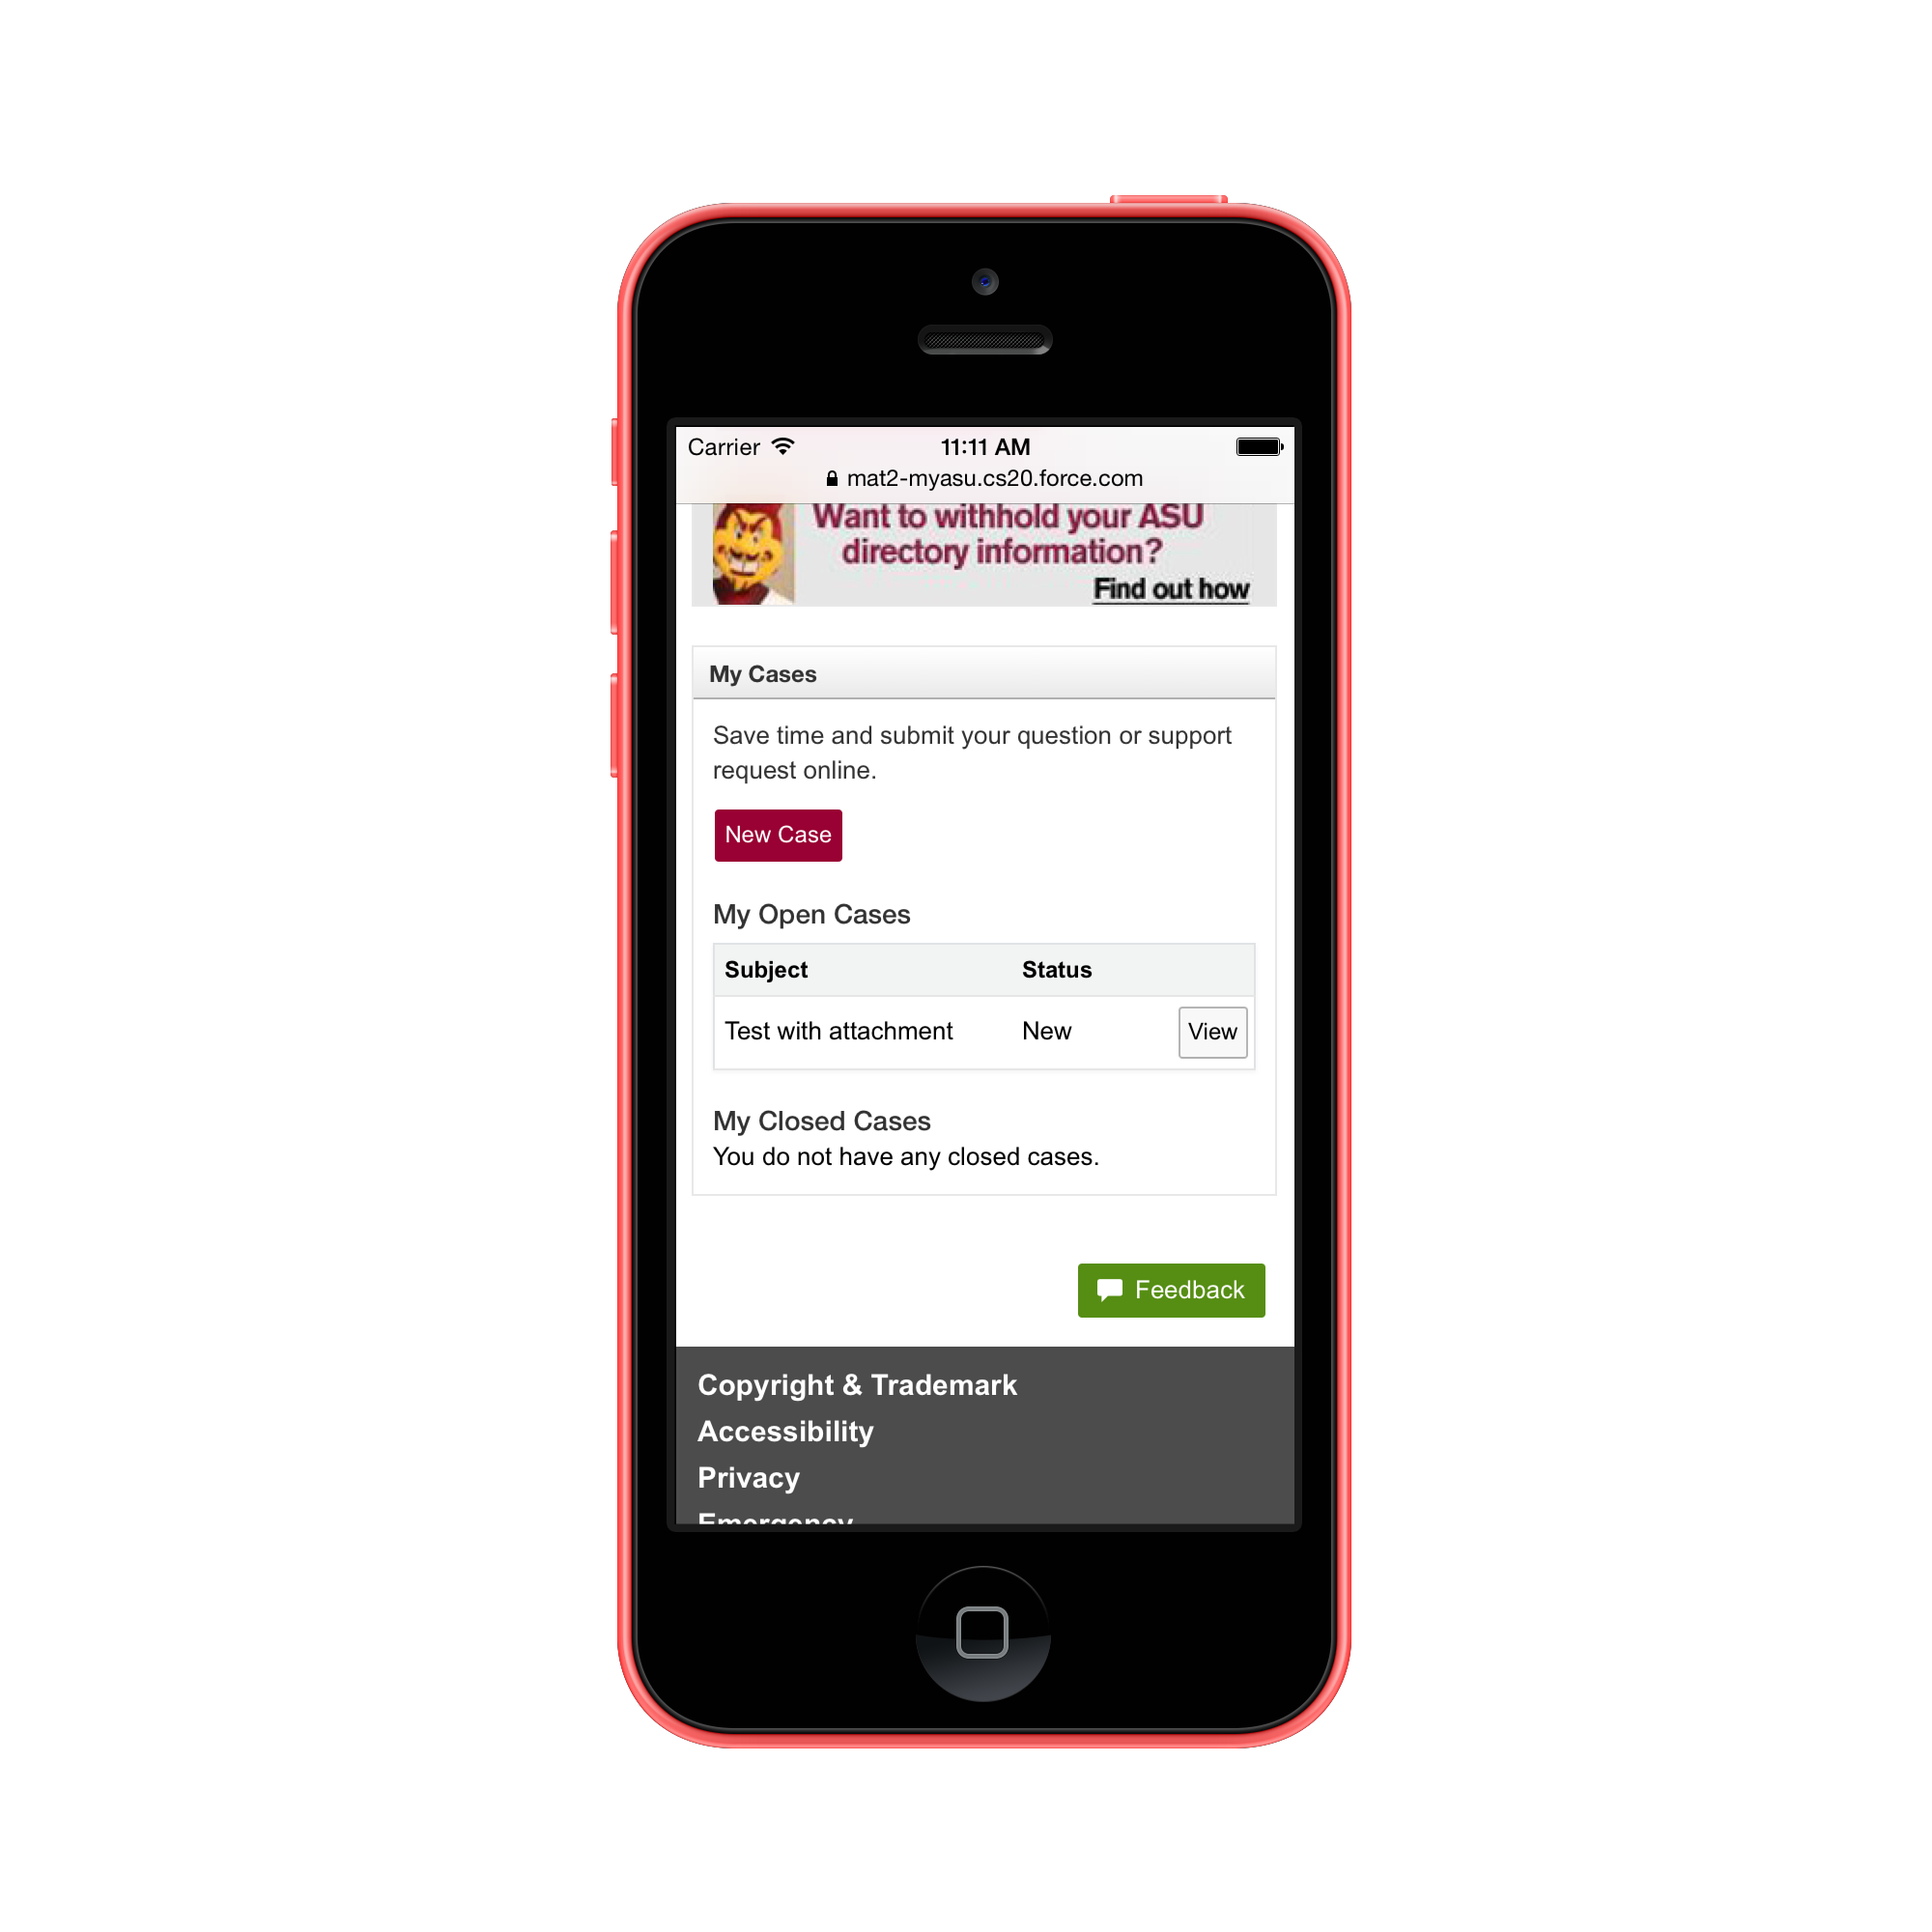 Carrier 11:11 AM
mat2-myasu.cs20.force.com
Want to withhold your ASU
directory information?
Find out how
My Cases
Save time and submit your question or support
request online.
New Case
My Open Cases
Subject Status
Test with attachment New View
My Closed Cases
You do not have any closed cases.
Feedback
Copyright & Trademark
Accessibility
Privacy
Emergency